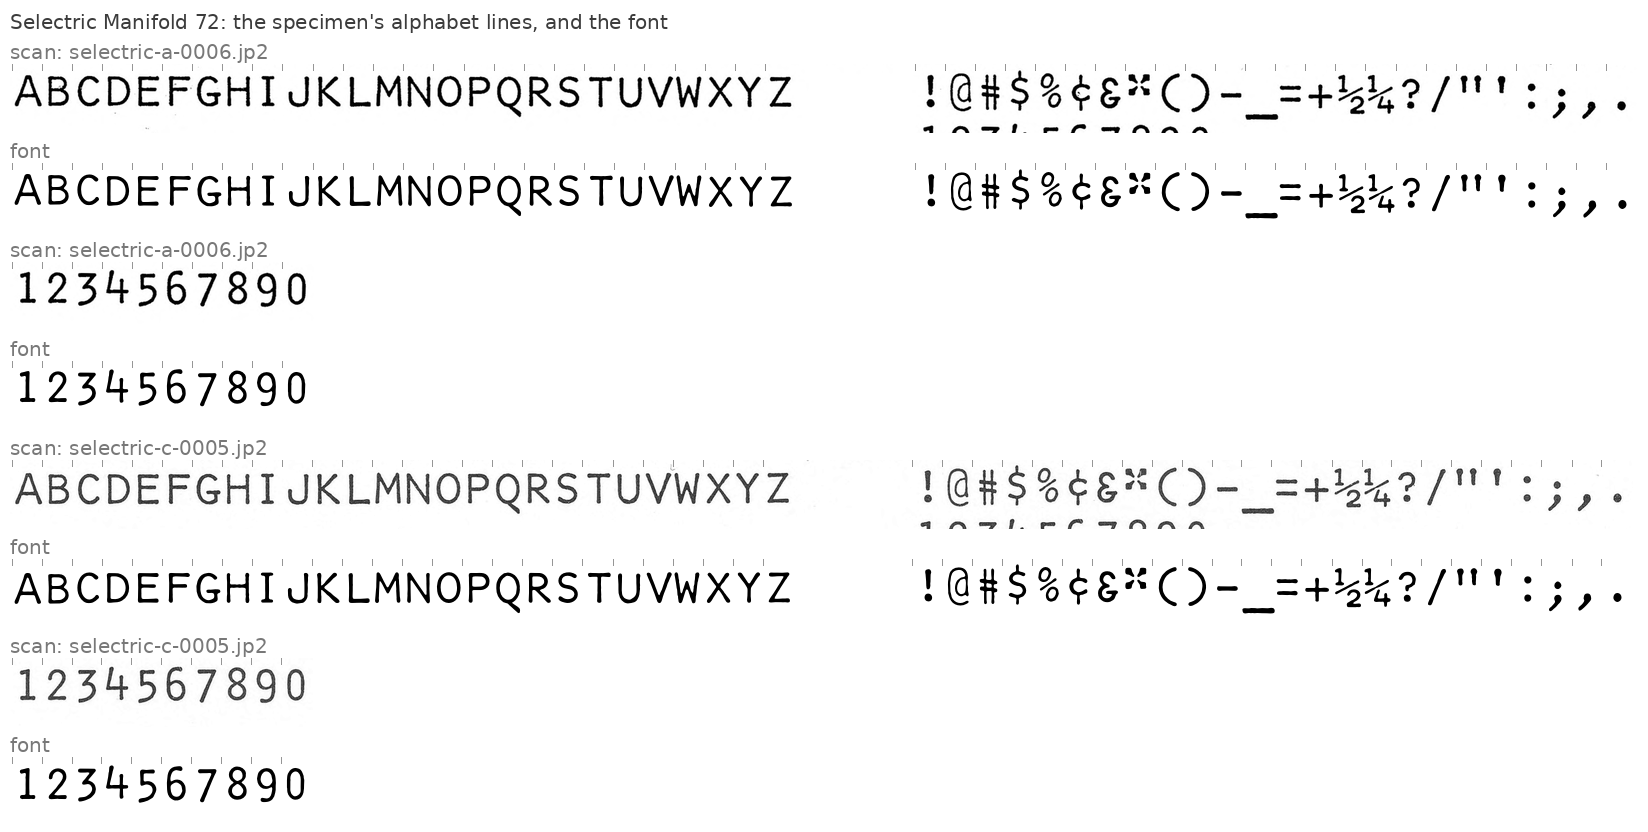 Selectric Manifold 72: the specimen's alphabet lines, and the font
scan: selectric-a-0006.jp2
ABCDEFGHIJKLMNOPQRSTUVWXYZ !@#$%¢&*()-_=+½¼?/"':;,.
font
ABCDEFGHIJKLMNOPQRSTUVWXYZ !@#$%¢&*()-_=+½¼?/"':;,.
scan: selectric-a-0006.jp2
1234567890
font
1234567890
scan: selectric-c-0005.jp2
ABCDEFGHIJKLMNOPQRSTUVWXYZ !@#$%¢&*()-_=+½¼?/"':;,.
font
ABCDEFGHIJKLMNOPQRSTUVWXYZ !@#$%¢&*()-_=+½¼?/"':;,.
scan: selectric-c-0005.jp2
1234567890
font
1234567890